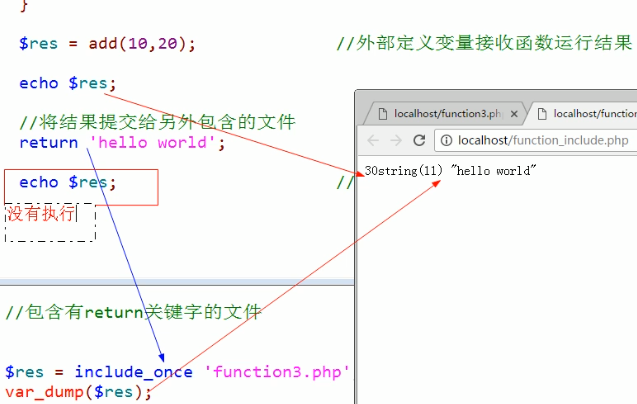 }
$res = add(10,20); //外部定义变量接收函数运行结果
echo $res;
//将结果提交给另外包含的文件
return 'hello world';
echo $res; //
没有执行
//包含有return关键字的文件
$res = include_once 'function3.php'
var_dump($res);
localhost/function3.ph
localhost/function
localhost/function_include.php
30string(11) "hello world"